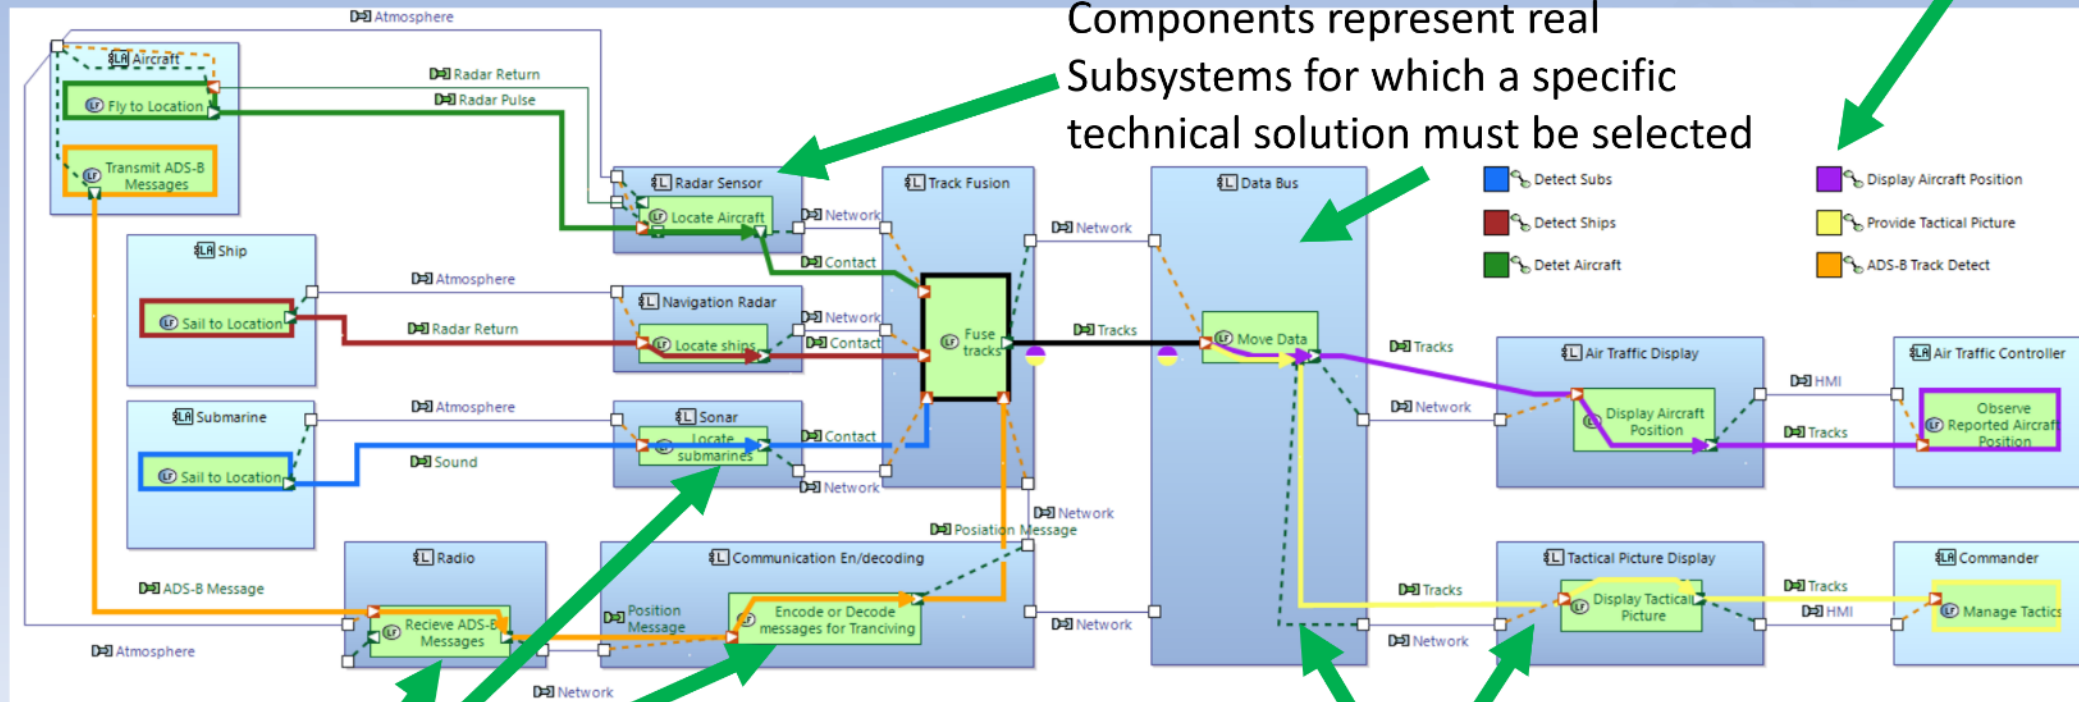 Atmosphere
Components represent real
Subsystems for which a specific
technical solution must be selected
Aircraft
Fly to Location
Transmit ADS-B
Messages
Radar Return
Radar Pulse
Radar Sensor
Locate Aircraft
Network
Contact
Track Fusion
Network
Data Bus
Detect Subs
Detect Ships
Detet Aircraft
Display Aircraft Position
Provide Tactical Picture
ADS-B Track Detect
Ship
Sail to Location
Atmosphere
Radar Return
Navigation Radar
Locate ships
Network
Contact
Fuse
tracks
Tracks
Move Data
Tracks
Network
Air Traffic Display
Display Aircraft
Position
HMI
Tracks
Air Traffic Controller
Observe
Reported Aircraft
Position
Submarine
Sail to Location
Atmosphere
Sound
Sonar
Locate
submarines
Contact
Network
Network
Posiation Message
ADS-B Message
Atmosphere
Radio
Recieve ADS-B
Messages
Network
Position
Message
Communication En/decoding
Encode or Decode
messages for Tranciving
Network
Tracks
Network
Tactical Picture Display
Display Tactical
Picture
Tracks
HMI
Commander
Manage Tactics